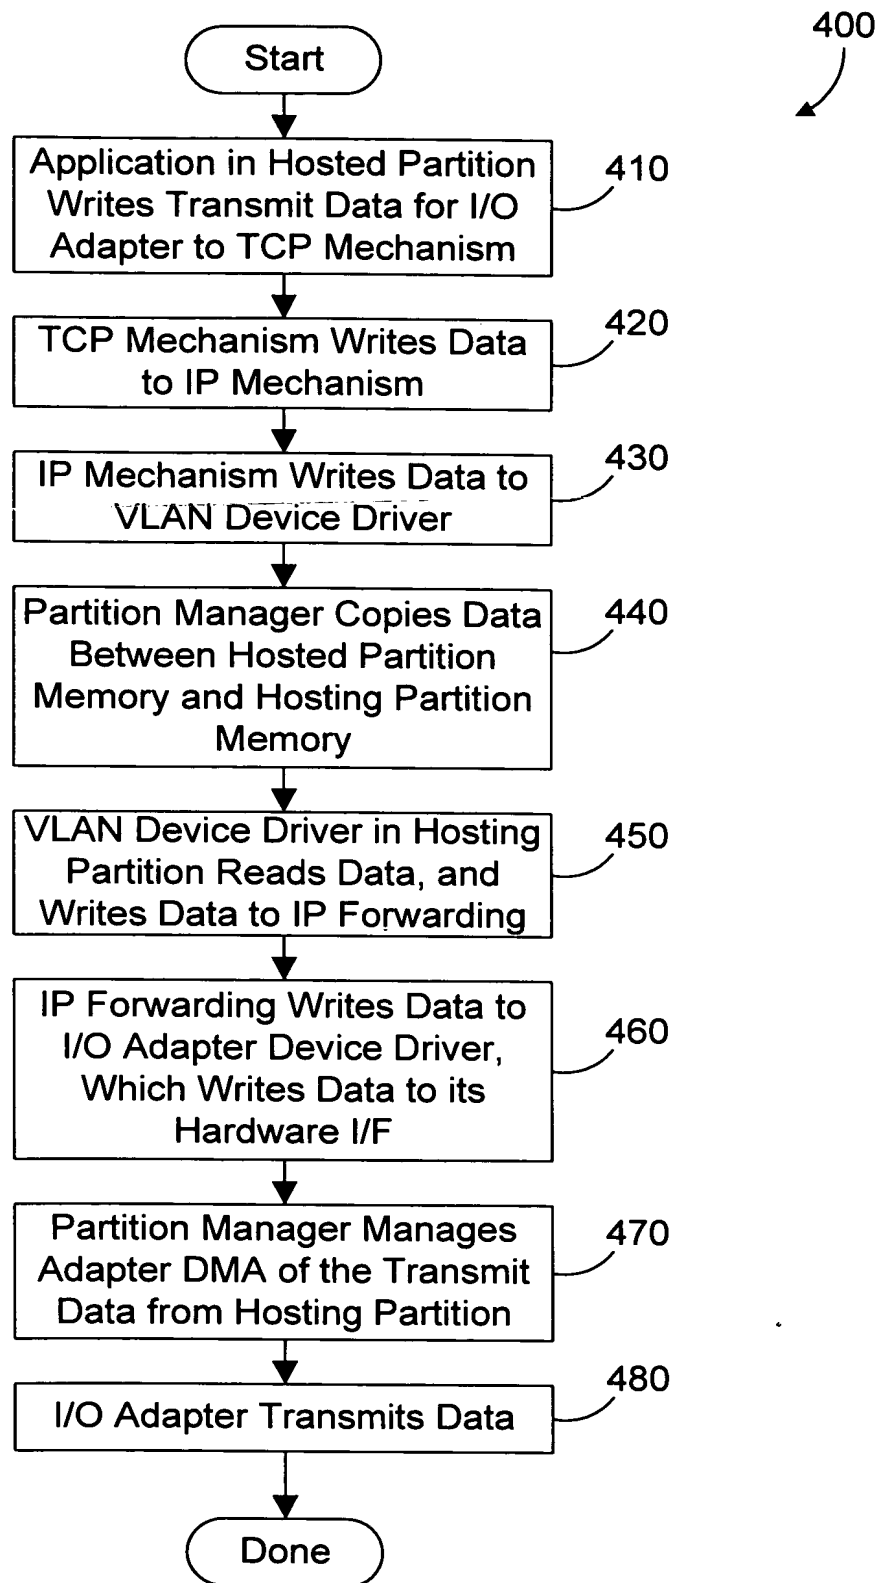 400
Start
Application in Hosted Partition
Writes Transmit Data for I/O
Adapter to TCP Mechanism
410
TCP Mechanism Writes Data
to IP Mechanism
420
IP Mechanism Writes Data to
VLAN Device Driver
430
Partition Manager Copies Data
Between Hosted Partition
Memory and Hosting Partition
Memory
440
VLAN Device Driver in Hosting
Partition Reads Data, and
Writes Data to IP Forwarding
450
IP Forwarding Writes Data to
I/O Adapter Device Driver,
Which Writes Data to its
Hardware I/F
460
Partition Manager Manages
Adapter DMA of the Transmit
Data from Hosting Partition
470
I/O Adapter Transmits Data
480
Done